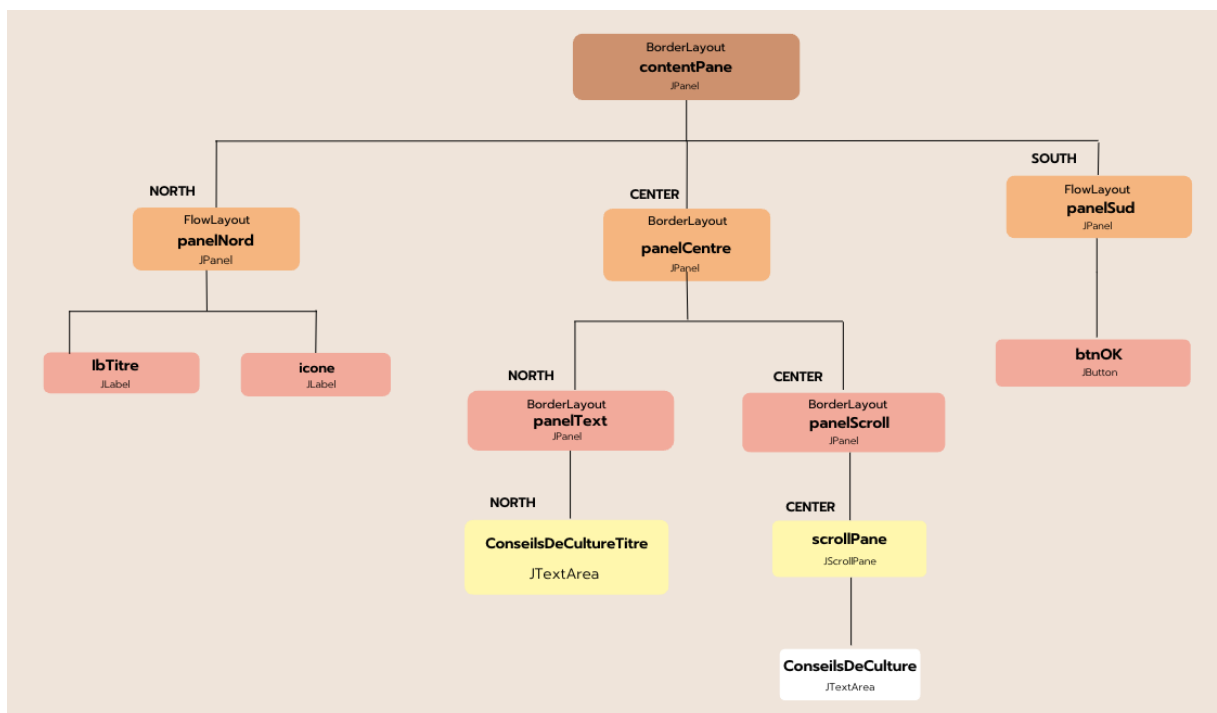 BorderLayout
contentPane
JPanel
NORTH
CENTER
SOUTH
FlowLayout
panelNord
JPanel
BorderLayout
panelCentre
JPanel
FlowLayout
panelSud
JPanel
lbTitre
JLabel
icone
JLabel
btnOK
JButton
NORTH
CENTER
BorderLayout
panelText
JPanel
BorderLayout
panelScroll
JPanel
NORTH
CENTER
ConseilsDeCultureTitre
JTextArea
scrollPane
JScrollPane
ConseilsDeCulture
JTextArea